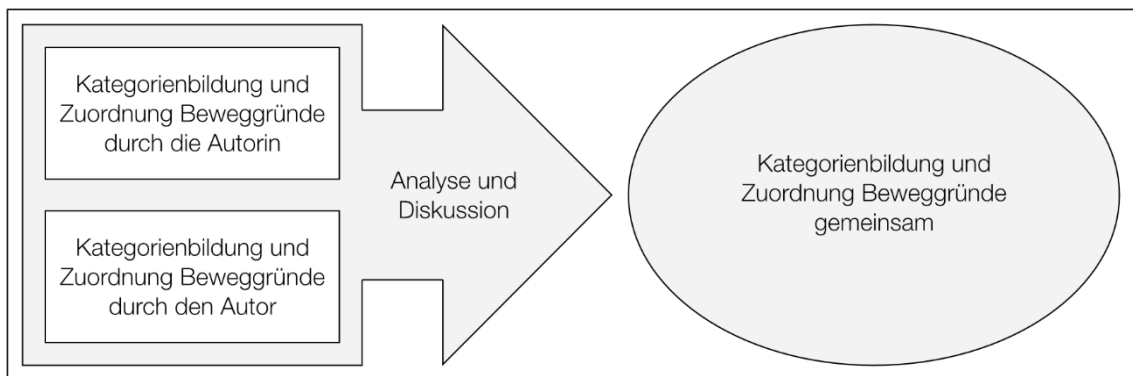 Kategorienbildung und
Zuordnung Beweggründe
durch die Autorin
Kategorienbildung und
Zuordnung Beweggründe
durch den Autor
Analyse und
Diskussion
Kategorienbildung und
Zuordnung Beweggründe
gemeinsam